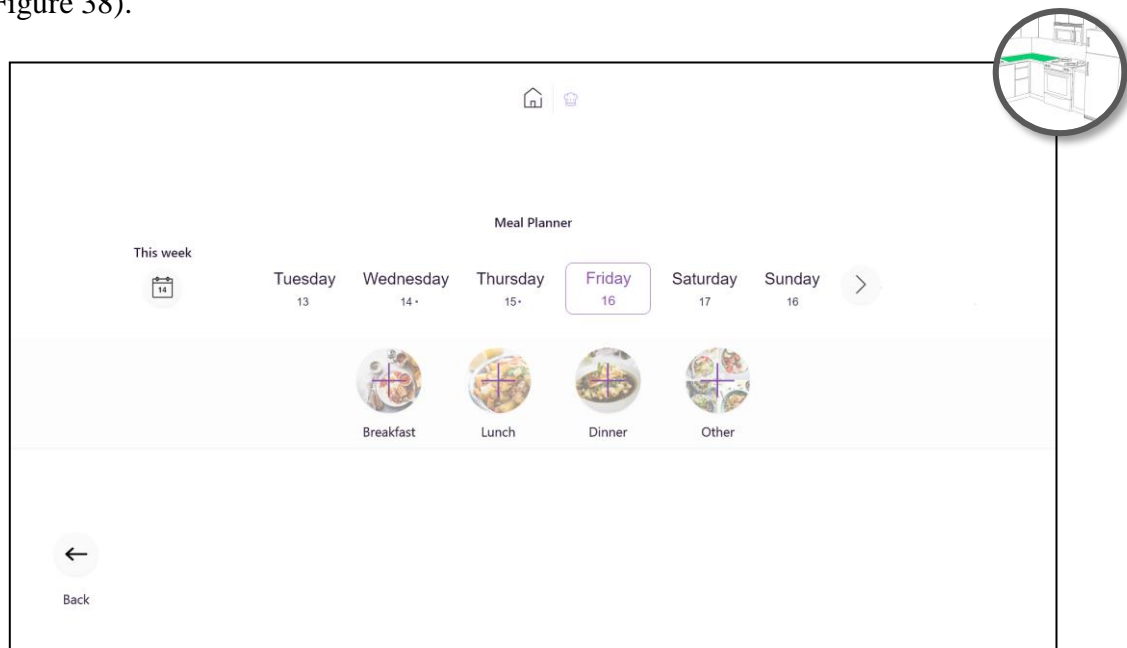 Figure 38).
Meal Planner
This week
14
Tuesday Wednesday Thursday Friday Saturday Sunday
13 14 • 15 • 16 17 16
Breakfast Lunch Dinner Other
Back